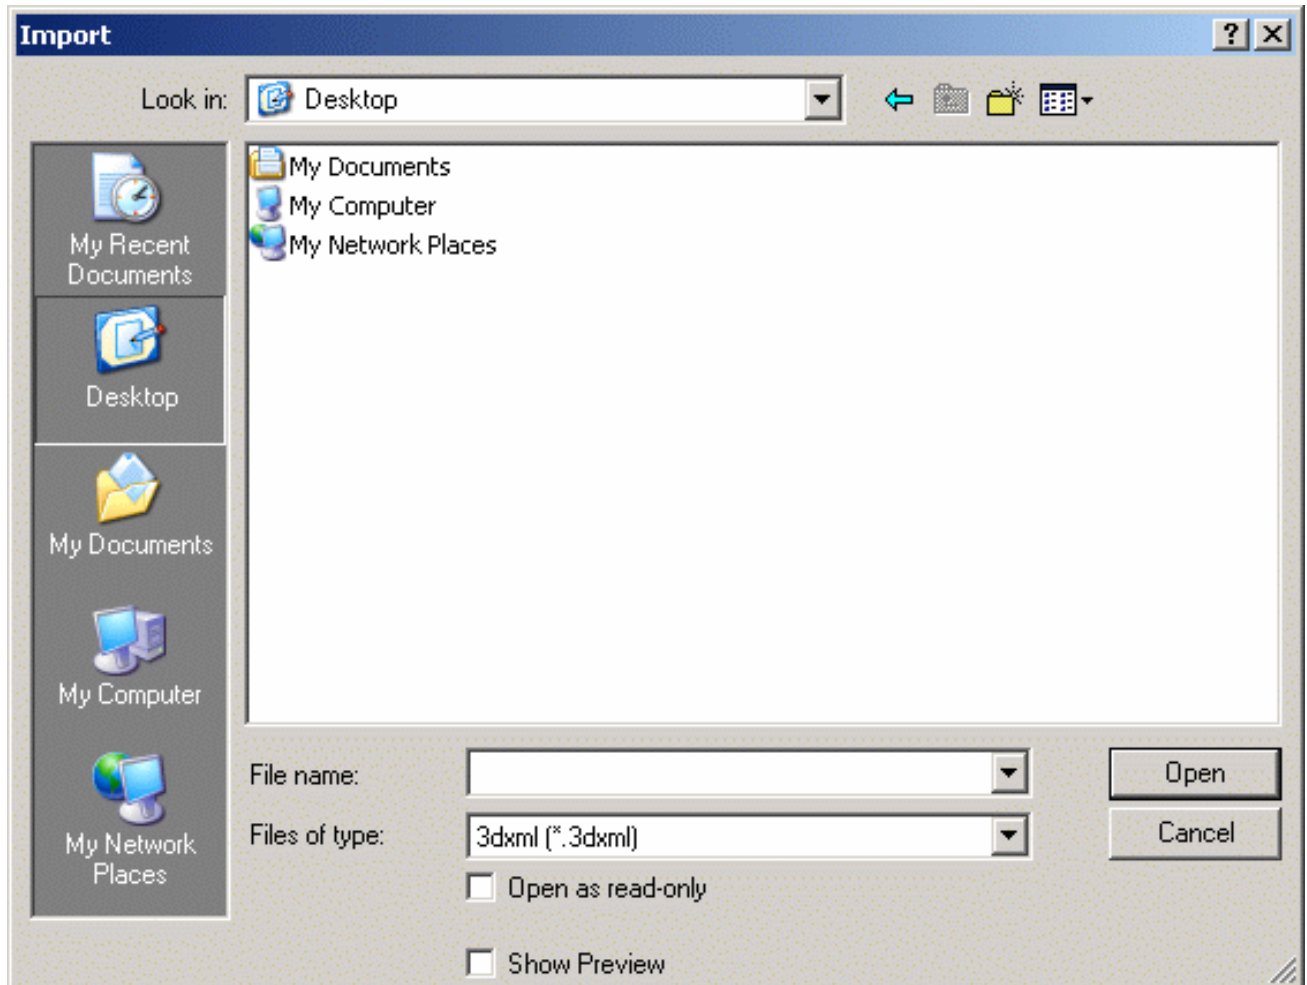 Import
Look in: Desktop
My Documents
My Computer
My Network Places
My Recent
Documents
Desktop
My Documents
My Computer
My Network
Places
File name:
Open
Files of type: 3dxml (*.3dxml)
Cancel
Open as read-only
Show Preview